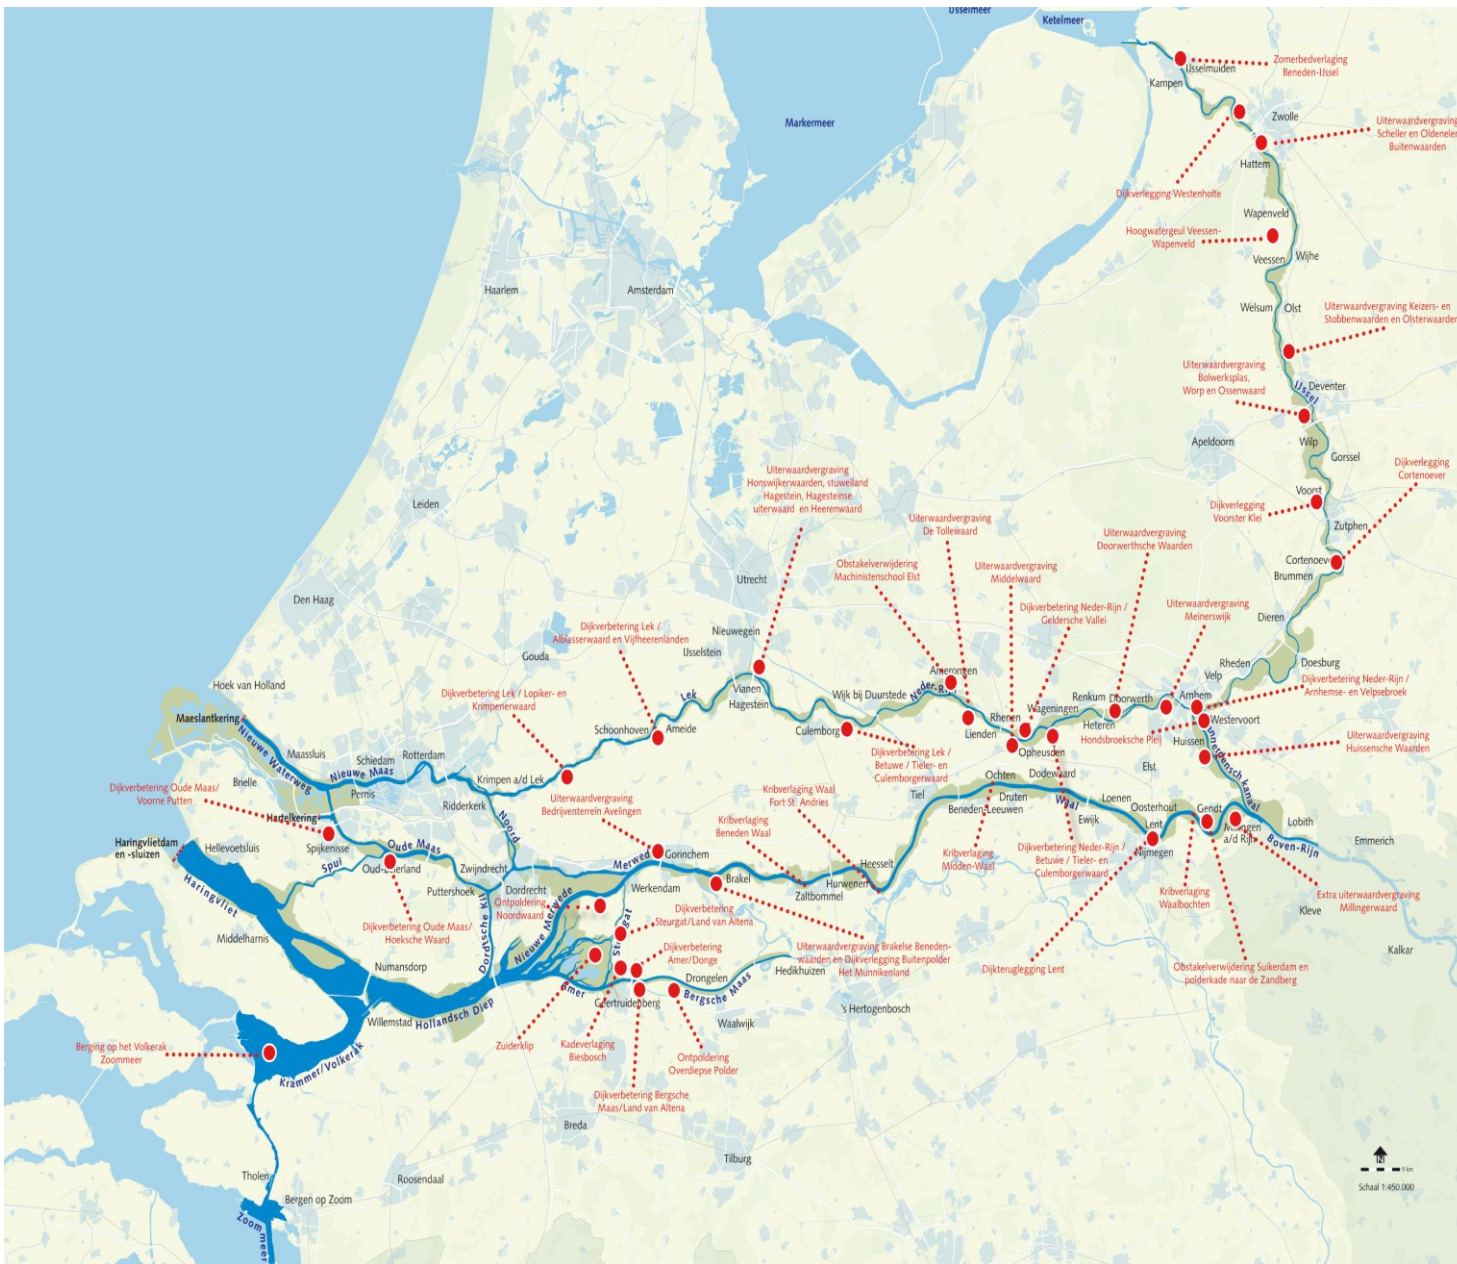 IJsselmeer
Ketelmeer
Zomerbedverlaging
Beneden-IJssel
IJsselmuiden
Kampen
Zwolle
Markermeer
Uiterwaardvergraving
Scheller en Oldeneler
Buitenwaarden
Hattem
Dijkverlegging Westenholte
Wapenveld
Hoogwatergeul Veessen-
Wapenveld
Veessen
Wijhe
Haarlem
Amsterdam
Welsum
Olst
Uiterwaardvergraving Keizers- en
Stobbenwaarden en Olsterwaarden
Uiterwaardvergraving
Bolwerksplas,
Worp en Ossenwaard
IJssel
Deventer
Apeldoorn
Wilp
Gorssel
Dijkverlegging
Cortenoever
Uiterwaardvergraving
Honswijkerwaarden, stuweiland
Hagestein, Hagesteinse
uiterwaard en Heerenwaard
Leiden
Voorst
Dijkverlegging
Voorster Klei
Zutphen
Uiterwaardvergraving
De Tollewaard
Uiterwaardvergraving
Doorwerthsche Waarden
Obstakelverwijdering
Machinistenschool Elst
Uiterwaardvergraving
Middelwaard
Cortenoever
Brummen
Utrecht
Den Haag
Dijkverbetering Neder-Rijn /
Geldersche Vallei
Uiterwaardvergraving
Meinerswijk
Dieren
Dijkverbetering Lek /
Alblasserwaard en Vijfheerenlanden
Nieuwegein
IJsselstein
Gouda
Rheden
Doesburg
Velp
Amerongen
Dijkverbetering Neder-Rijn /
Arnhemse- en Velpsebroek
Hoek van Holland
Dijkverbetering Lek / Lopiker- en
Krimpenerwaard
Lek
Vianen
Hagestein
Wijk bij Duurstede
Neder-Rijn
Renkum
Doorwerth
Arnhem
Maeslantkering
Rhenen
Wageningen
Heteren
Westervoort
Schoonhoven
Ameide
Culemborg
Lienden
Hondsbroeksche Pleij
Pannerdensch kanaal
Huissen
Uiterwaardvergraving
Huissensche Waarden
Nieuwe Waterweg
Maassluis
Rotterdam
Schiedam
Nieuwe Maas
Dijkverbetering Lek /
Betuwe / Tieler- en
Culemborgerwaard
Opheusden
Elst
Brielle
Krimpen a/d Lek
Ochten
Dodewaard
Dijkverbetering Oude Maas/
Voorne Putten
Pernis
Ridderkerk
Uiterwaardvergraving
Bedrijventerrein Avelingen
Kribverlaging Waal
Fort St. Andries
Tiel
Druten
Beneden-Leeuwen
Waal
Loenen
Oosterhout
Gendt
Ewijk
Lobith
Hartelkering
Noord
Kribverlaging
Beneden Waal
Lent
Millingen
a/d Rijn
Boven-Rijn
Emmerich
Haringvlietdam
en -sluizen
Hellevoetsluis
Spijkenisse
Oude Maas
Spui
Oud-Beierland
Zwijndrecht
Merwede
Gorinchem
Kribverlaging
Midden-Waal
Dijkverbetering Neder-Rijn /
Betuwe / Tieler- en
Culemborgerwaard
Nijmegen
Haringvliet
Puttershoek
Dordrecht
Ontpoldering
Noordwaard
Werkendam
Brakel
Hurwenen
Heesselt
Zaltbommel
Kribverlaging
Waalbochten
Extra uiterwaardvergraving
Millingerwaard
Kleve
Dordtsche Kil
Nieuwe Merwede
Steurgat
Dijkverbetering
Steurgat/Land van Altena
Dijkverbetering Oude Maas/
Hoeksche Waard
Middelharnis
Dijkverbetering
Amer/Donge
Uiterwaardvergraving Brakelse Beneden-
waarden en Dijkverlegging Buitenpolder
Het Munnikenland
Hedikhuizen
Dijkteruglegging Lent
Obstakelverwijdering Suikerdam en
polderkade naar de Zandberg
Kalkar
Numansdorp
Amer
Drongelen
Geertruidenberg
Bergsche Maas
's Hertogenbosch
Willemstad
Hollandsch Diep
Waalwijk
Berging op het Volkerak
Zoommeer
Zuiderklip
Kadeverlaging
Biesbosch
Ontpoldering
Overdiepse Polder
Krammer/Volkerak
Dijkverbetering Bergsche
Maas/Land van Altena
Breda
Tilburg
Tholen
Roosendaal
Bergen op Zoom
Zoommeer
N
5 km
Schaal 1:450.000